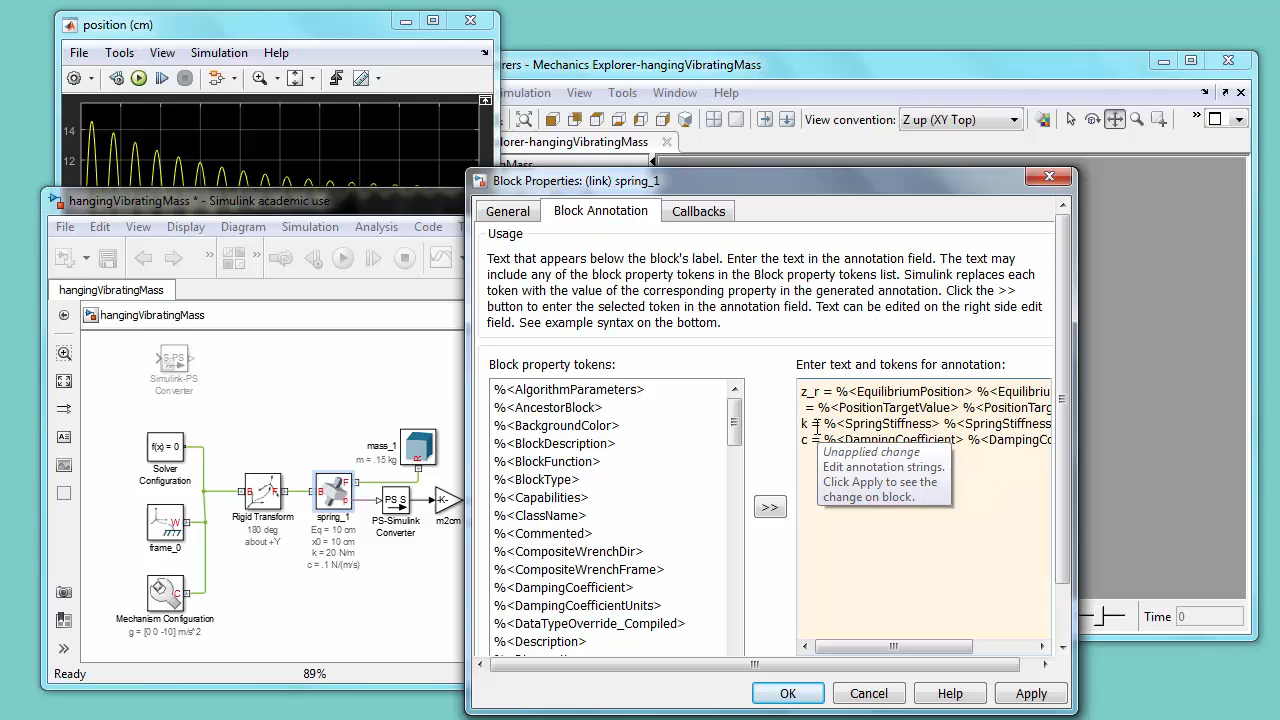 position (cm)
File Tools View Simulation Help
14
12
rers - Mechanics Explorer-hangingVibratingMass
imulation View Tools Window Help
View convention: Z up (XY Top)
plorer-hangingVibratingMass
Time 0
hangingVibratingMass * - Simulink academic use
File Edit View Display Diagram Simulation Analysis Code T
hangingVibratingMass
hangingVibratingMass
S-PS
Simulink-PS
Converter
f(x) = 0
Solver
Configuration
W
frame_0
C
Mechanism Configuration
g = [0 0 -10] m/s^2
B F
Rigid Transform
180 deg
about +Y
B F
p
spring_1
Eq = 10 cm
x0 = 10 cm
k = 20 N/m
c = .1 N/(m/s)
mass_1
m = .15 kg
R
PS S
PS-Simulink
Converter
-K-
m2cm
Ready 89%
Block Properties: (link) spring_1
General Block Annotation Callbacks
Usage
Text that appears below the block's label. Enter the text in the annotation field. The text may
include any of the block property tokens in the Block property tokens list. Simulink replaces each
token with the value of the corresponding property in the generated annotation. Click the >>
button to enter the selected token in the annotation field. Text can be edited on the right side edit
field. See example syntax on the bottom.
Block property tokens:
%<AlgorithmParameters>
%<AncestorBlock>
%<BackgroundColor>
%<BlockDescription>
%<BlockFunction>
%<BlockType>
%<Capabilities>
%<ClassName>
%<Commented>
%<CompositeWrenchDir>
%<CompositeWrenchFrame>
%<DampingCoefficient>
%<DampingCoefficientUnits>
%<DataTypeOverride_Compiled>
%<Description>
>>
Enter text and tokens for annotation:
z_r = %<EquilibriumPosition> %<Equilibriu
= %<PositionTargetValue> %<PositionTarg
k = %<SpringStiffness> %<SpringStiffness
c = %<DampingCoefficient> %<DampingCo
Unapplied change
Edit annotation strings.
Click Apply to see the
change on block.
OK Cancel Help Apply